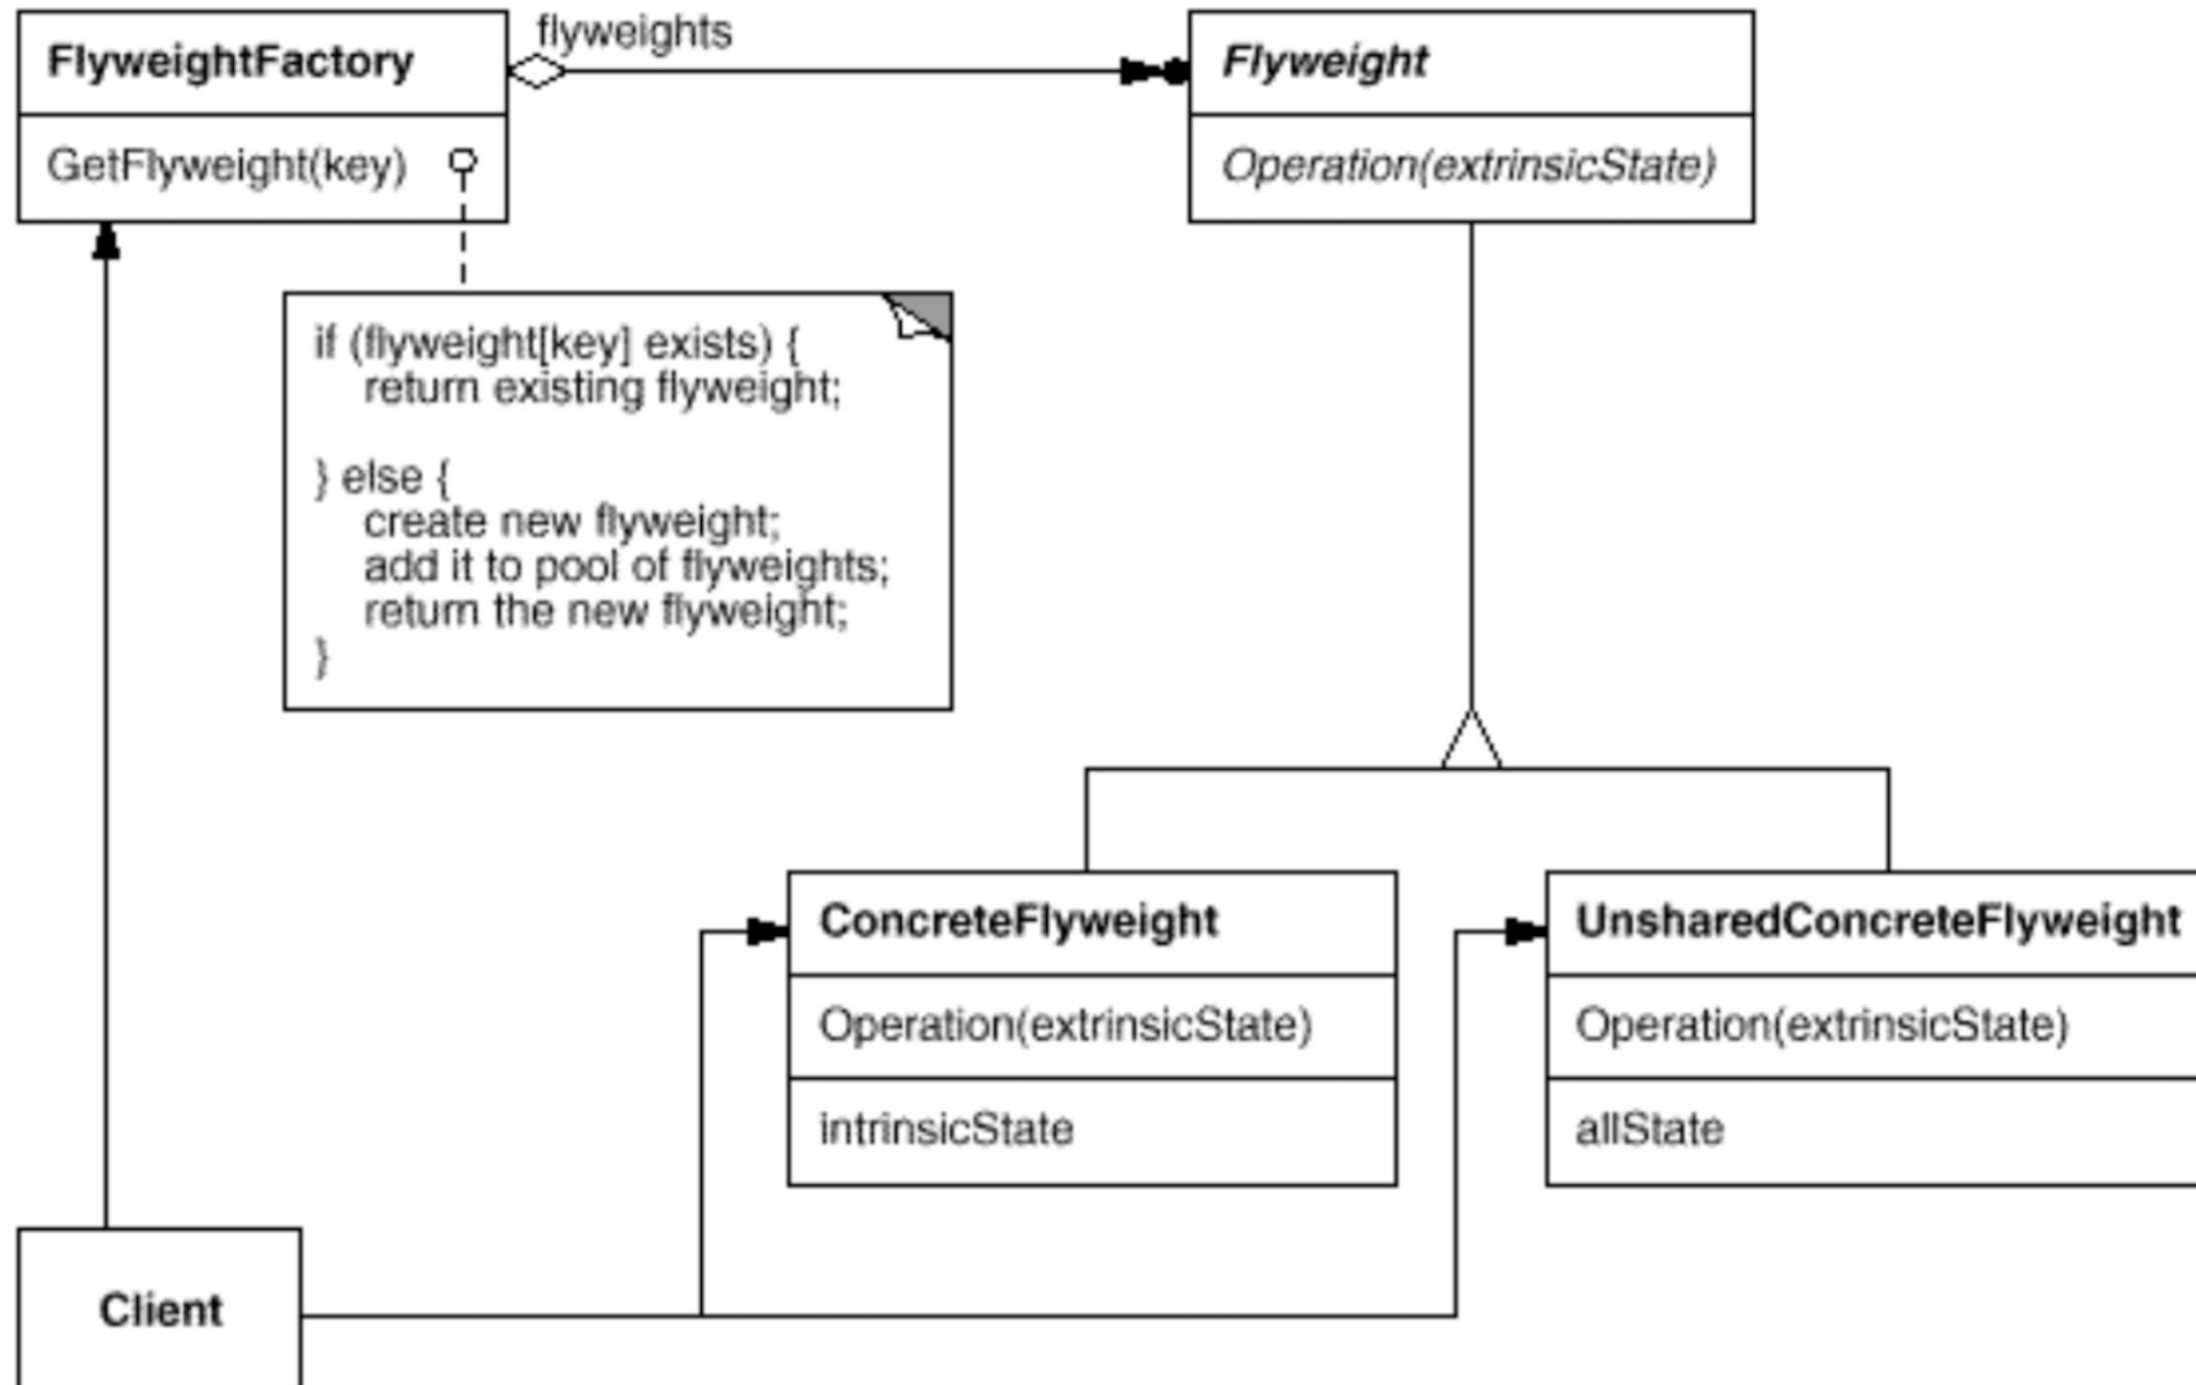 flyweights
FlyweightFactory
GetFlyweight(key)
Flyweight
Operation(extrinsicState)
if (flyweight[key] exists) {
return existing flyweight;
} else {
create new flyweight;
add it to pool of flyweights;
return the new flyweight;
}
ConcreteFlyweight
Operation(extrinsicState)
intrinsicState
UnsharedConcreteFlyweight
Operation(extrinsicState)
allState
Client